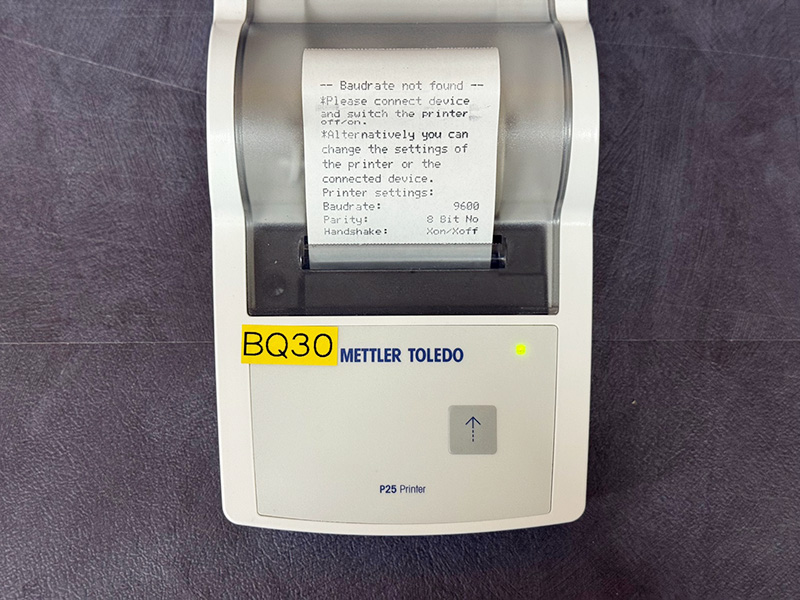 -- Baudrate not found --
*Please connect device
and switch the printer
off/on.
*Alternatively you can
change the settings of
the printer or the
connected device.
Printer settings:
Baudrate: 9600
Parity: 8 Bit No
Handshake: Xon/Xoff
BQ30
METTLER TOLEDO
P25 Printer